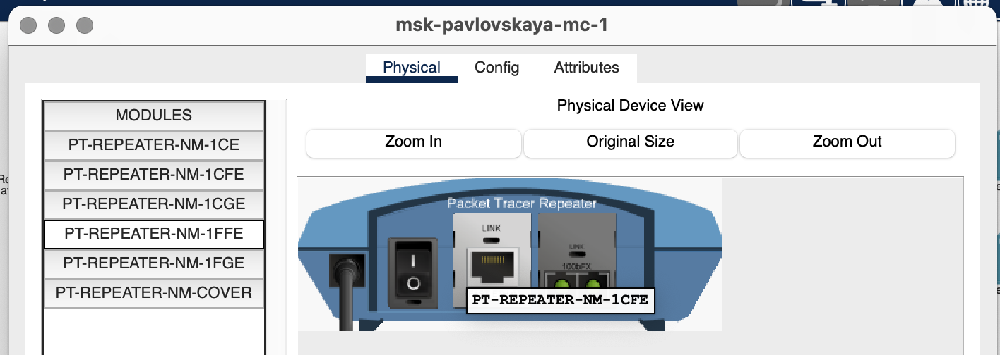 msk-pavlovskaya-mc-1
Physical Config Attributes
MODULES
PT-REPEATER-NM-1CE
PT-REPEATER-NM-1CFE
PT-REPEATER-NM-1CGE
PT-REPEATER-NM-1FFE
PT-REPEATER-NM-1FGE
PT-REPEATER-NM-COVER
Physical Device View
Zoom In Original Size Zoom Out
Packet Tracer Repeater
LINK
LINK
100bFX
PT-REPEATER-NM-1CFE